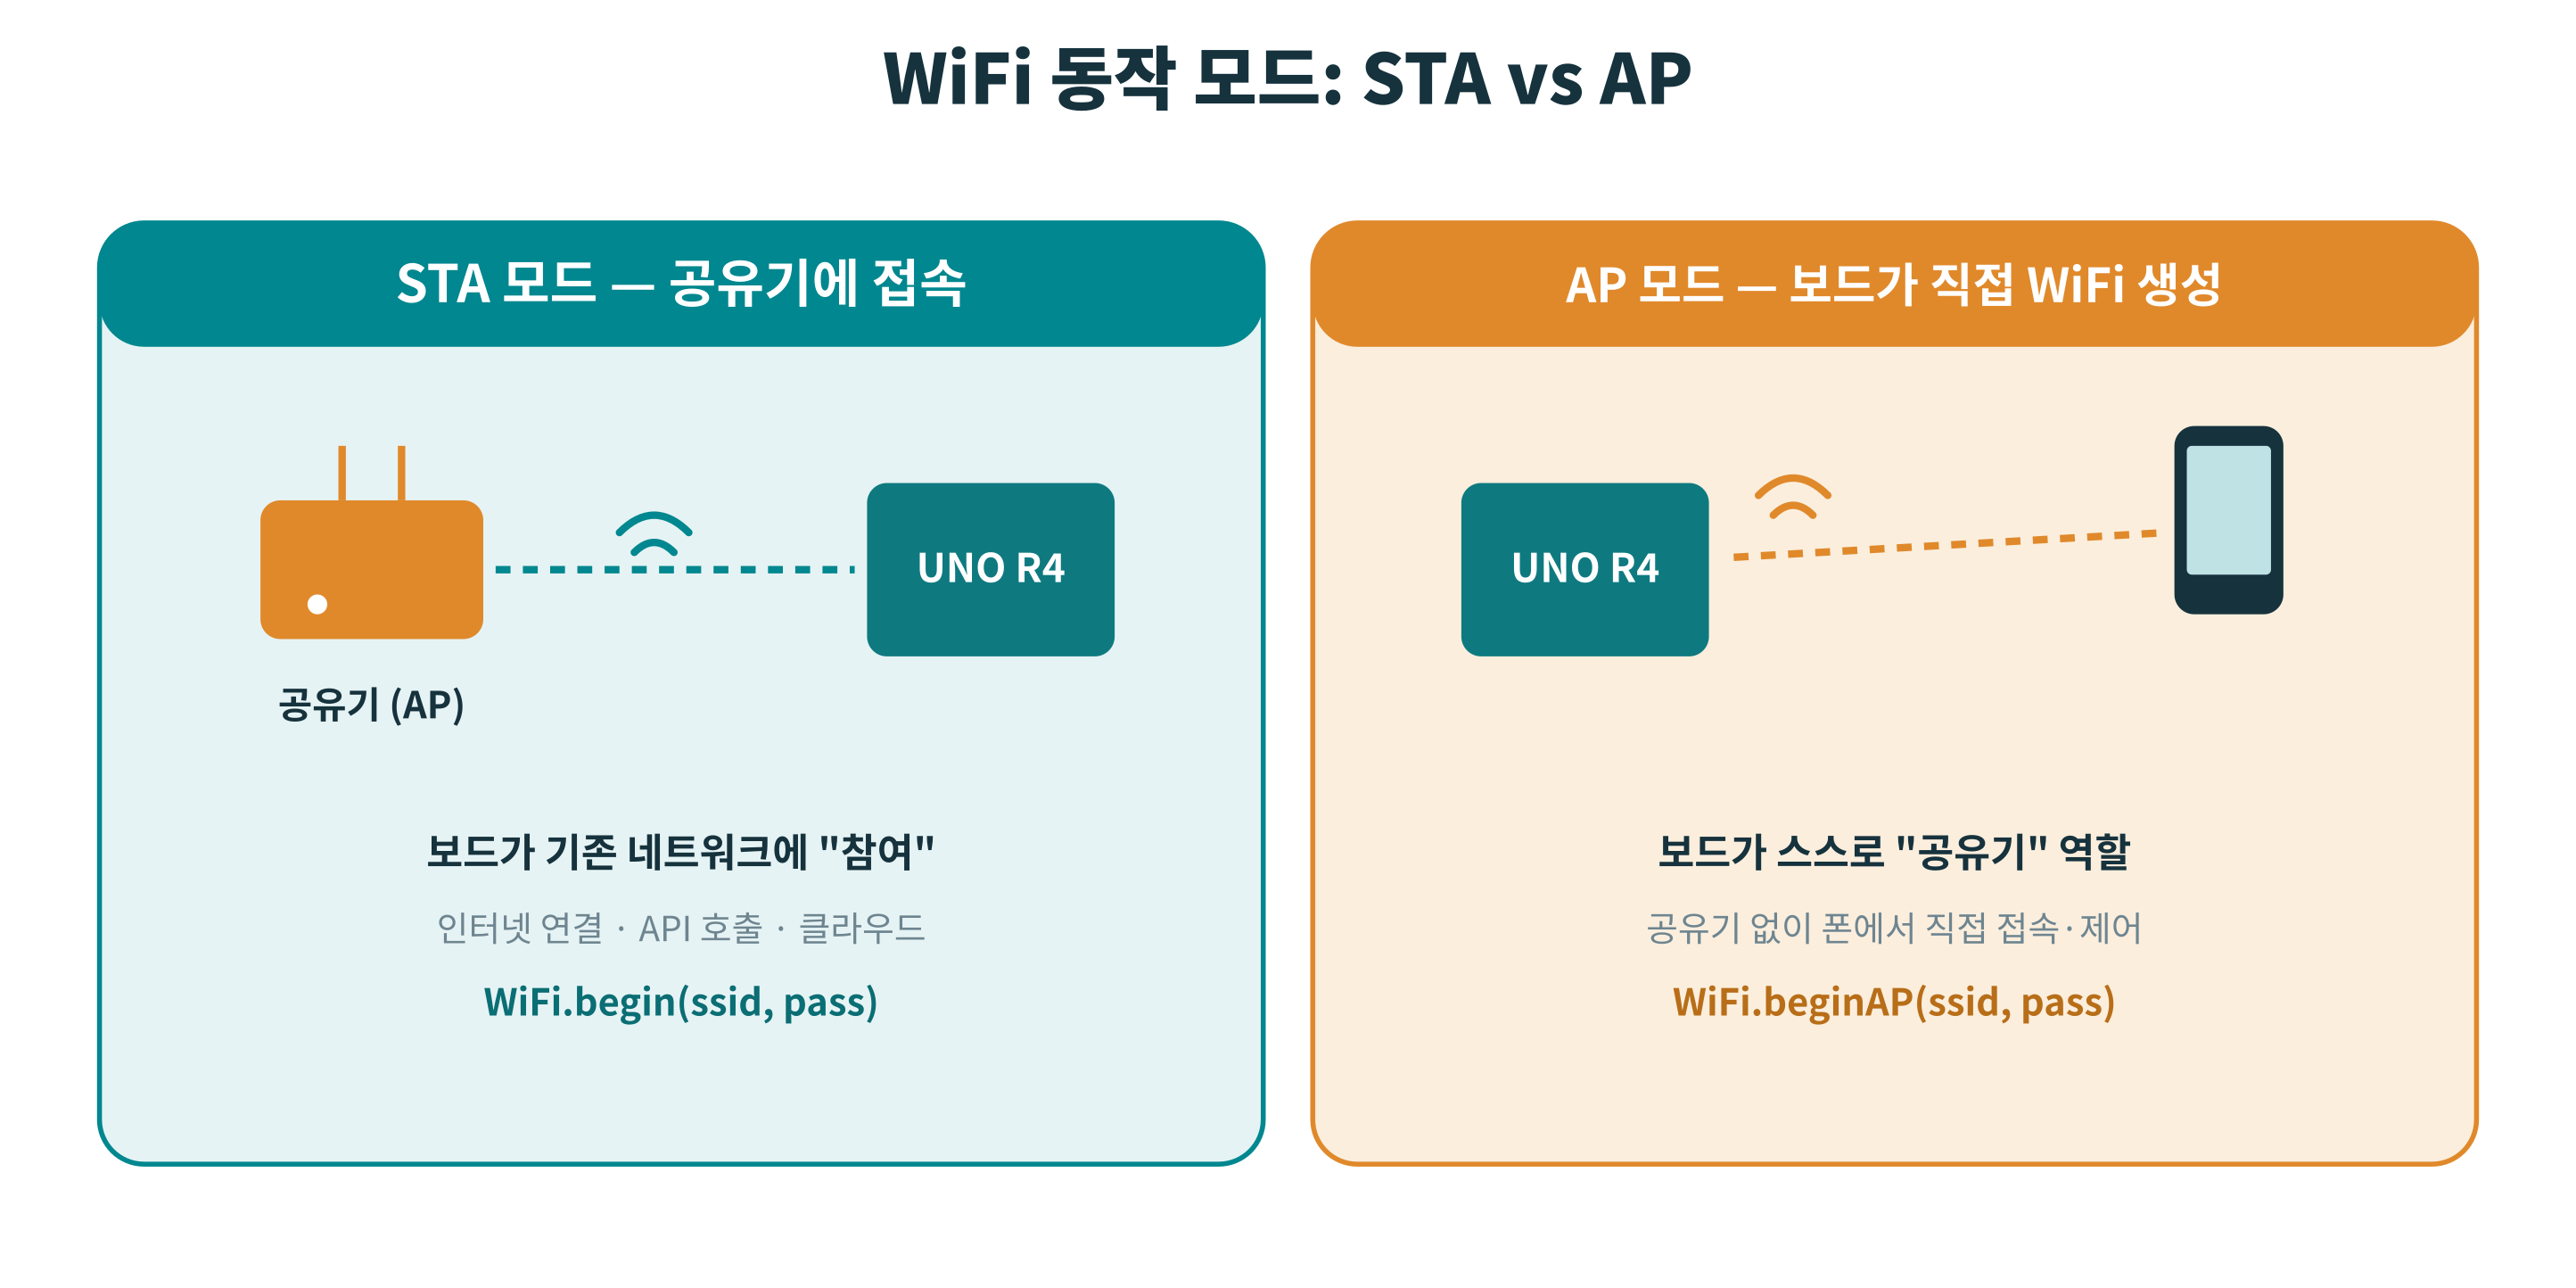 WiFi 동작 모드: STA vs AP
STA 모드 — 공유기에 접속
UNO R4
공유기 (AP)
보드가 기존 네트워크에 "참여"
인터넷 연결 · API 호출 · 클라우드
WiFi.begin(ssid, pass)
AP 모드 — 보드가 직접 WiFi 생성
UNO R4
보드가 스스로 "공유기" 역할
공유기 없이 폰에서 직접 접속·제어
WiFi.beginAP(ssid, pass)